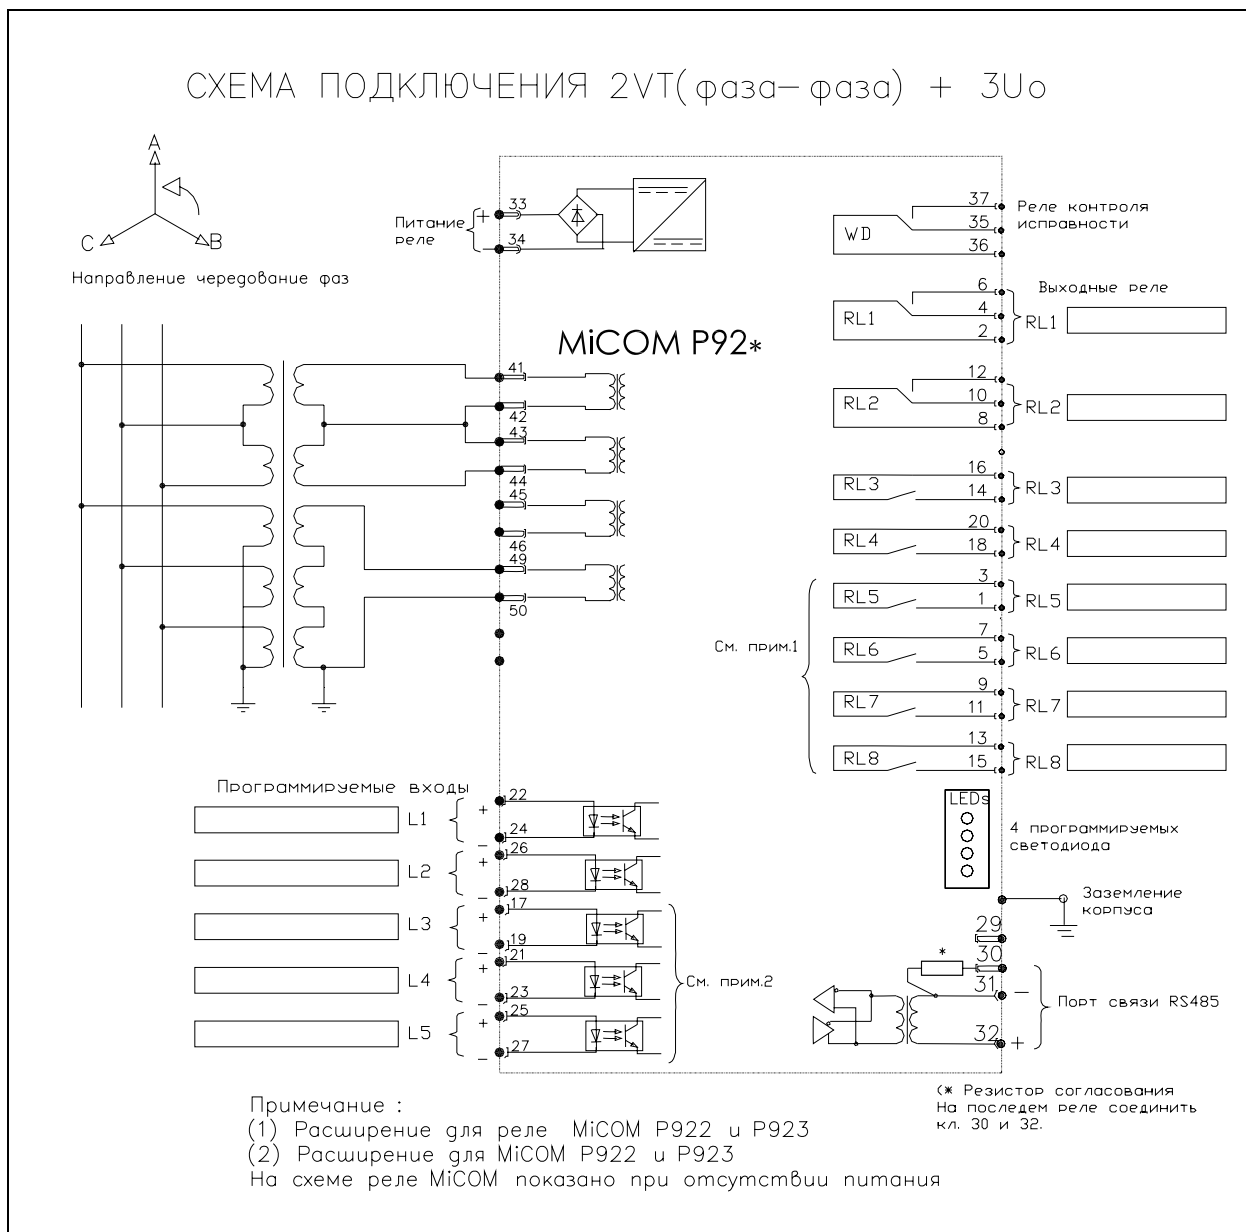 СХЕМА ПОДКЛЮЧЕНИЯ 2VT(фаза-фаза) + 3Uo
A
C
B
Направление чередование фаз
Питание
реле
+
33
−
34
MiCOM P92*
41
42
43
44
45
46
49
50
WD
37
35
36
Реле контроля
исправности
Выходные реле
RL1
6
4
2
RL1
RL2
12
10
8
RL2
RL3
16
14
RL3
RL4
20
18
RL4
См. прим.1
RL5
3
1
RL5
RL6
7
5
RL6
RL7
9
11
RL7
RL8
13
15
RL8
Программируемые входы
L1
+
22
24
−
L2
+
26
28
−
L3
+
17
19
−
L4
+
21
23
−
L5
+
25
27
−
См. прим.2
LEDs
4 программируемых
светодиода
Заземление
корпуса
29
*
30
31
−
32
+
Порт связи RS485
(* Резистор согласования
На последем реле соединить
кл. 30 и 32.
Примечание :
(1) Расширение для реле MiCOM P922 и P923
(2) Расширение для MiCOM P922 и P923
На схеме реле MiCOM показано при отсутствии питания